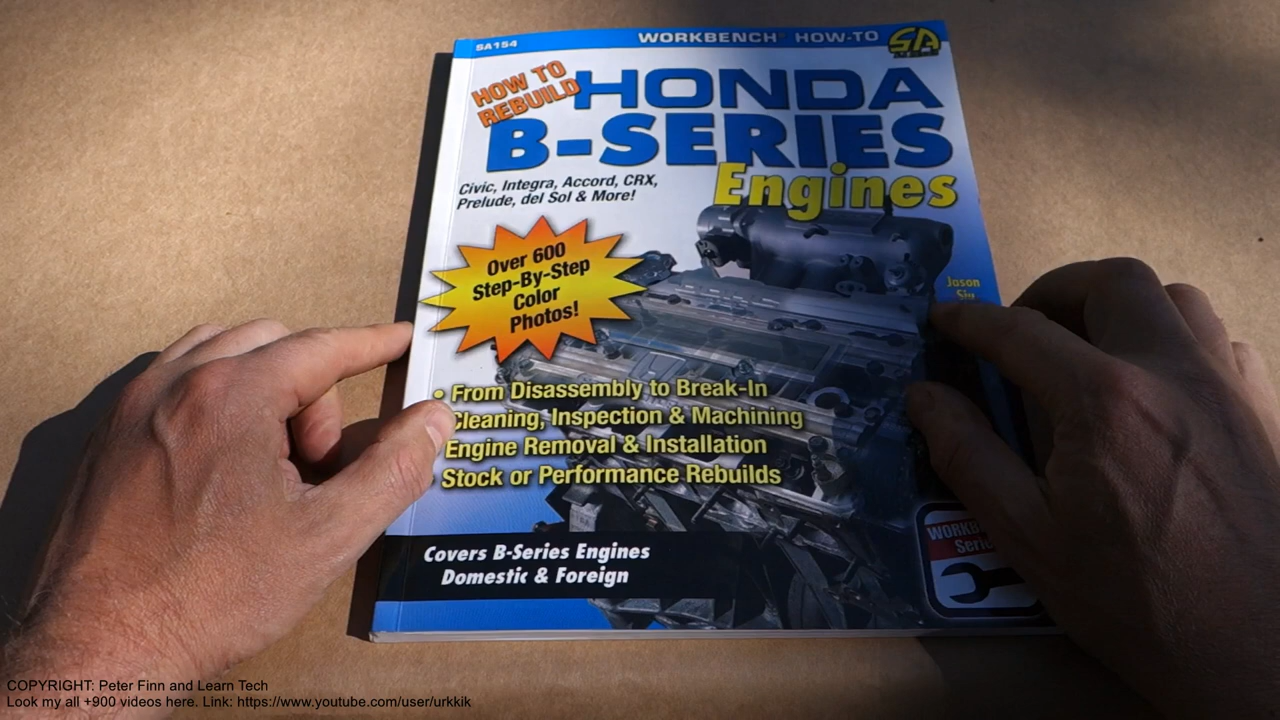 SA154
WORKBENCH® HOW-TO
SA
HOW TO
REBUILD
HONDA
B-SERIES
Engines
Civic, Integra, Accord, CRX,
Prelude, del Sol & More!
Over 600
Step-By-Step
Color
Photos!
Jason
Siu
• From Disassembly to Break-In
Cleaning, Inspection & Machining
Engine Removal & Installation
Stock or Performance Rebuilds
Covers B-Series Engines
Domestic & Foreign
COPYRIGHT: Peter Finn and Learn Tech
Look my all +900 videos here. Link: https://www.youtube.com/user/urkkik